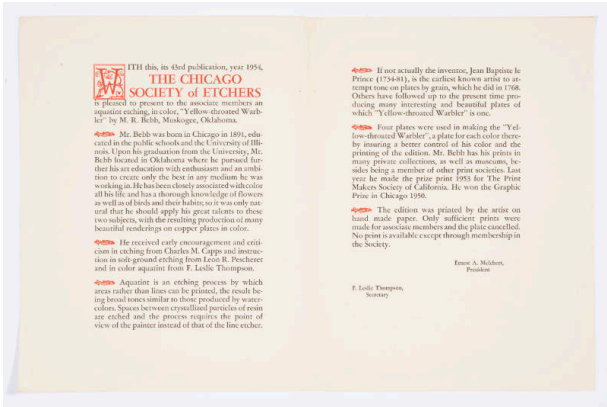 WITH this, its 43rd publication, year 1954,
THE CHICAGO
SOCIETY of ETCHERS
is pleased to present to the associate members an
aquatint etching, in color, "Yellow-throated Warb-
ler" by M. R. Bebb, Muskogee, Oklahoma.
Mr. Bebb was born in Chicago in 1891, edu-
cated in the public schools and the University of Illi-
nois. Upon his graduation from the University, Mr.
Bebb located in Oklahoma where he pursued fur-
ther his art education with enthusiasm and an ambi-
tion to create only the best in any medium he was
working in. He has been closely associated with color
all his life and has a thorough knowledge of flowers
as well as of birds and their habits; so it was only nat-
ural that he should apply his great talents to these
two subjects, with the resulting production of many
beautiful renderings on copper plates in color.
He received early encouragement and criti-
cism in etching from Charles M. Capps and instruc-
tion in soft-ground etching from Leon R. Pescheret
and in color aquatint from F. Leslie Thompson.
Aquatint is an etching process by which
areas rather than lines can be printed, the result be-
ing broad tones similar to those produced by water-
colors. Spaces between crystallized particles of resin
are etched and the process requires the point of
view of the painter instead of that of the line etcher.
If not actually the inventor, Jean Baptiste le
Prince (1734-81), is the earliest known artist to at-
tempt tone on plates by grain, which he did in 1768.
Others have followed up to the present time pro-
ducing many interesting and beautiful plates of
which "Yellow-throated Warbler" is one.
Four plates were used in making the "Yel-
low-throated Warbler", a plate for each color there-
by insuring a better control of his color and the
printing of the edition. Mr. Bebb has his prints in
many private collections, as well as museums, be-
sides being a member of other print societies. Last
year he made the prize print 1953 for The Print
Makers Society of California. He won the Graphic
Prize in Chicago 1950.
The edition was printed by the artist on
hand made paper. Only sufficient prints were
made for associate members and the plate cancelled.
No print is available except through membership in
the Society.
Ernest A. Melchert,
President
F. Leslie Thompson,
Secretary